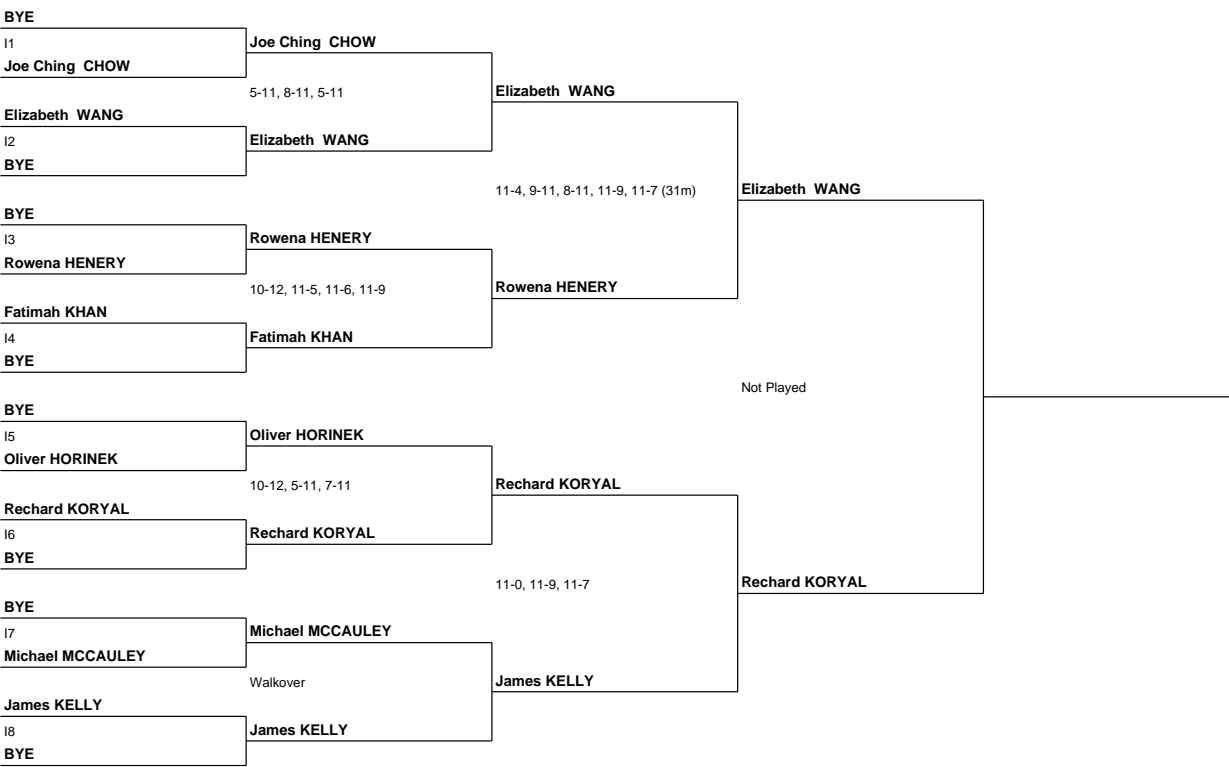 BYE
I1
Joe Ching CHOW
Joe Ching CHOW
5-11, 8-11, 5-11
Elizabeth WANG
Elizabeth WANG
I2
Elizabeth WANG
BYE
11-4, 9-11, 8-11, 11-9, 11-7 (31m)
Elizabeth WANG
BYE
I3
Rowena HENERY
Rowena HENERY
10-12, 11-5, 11-6, 11-9
Rowena HENERY
Fatimah KHAN
I4
Fatimah KHAN
BYE
Not Played
BYE
I5
Oliver HORINEK
Oliver HORINEK
10-12, 5-11, 7-11
Rechard KORYAL
Rechard KORYAL
I6
Rechard KORYAL
BYE
11-0, 11-9, 11-7
Rechard KORYAL
BYE
I7
Michael MCCAULEY
Michael MCCAULEY
Walkover
James KELLY
James KELLY
I8
James KELLY
BYE